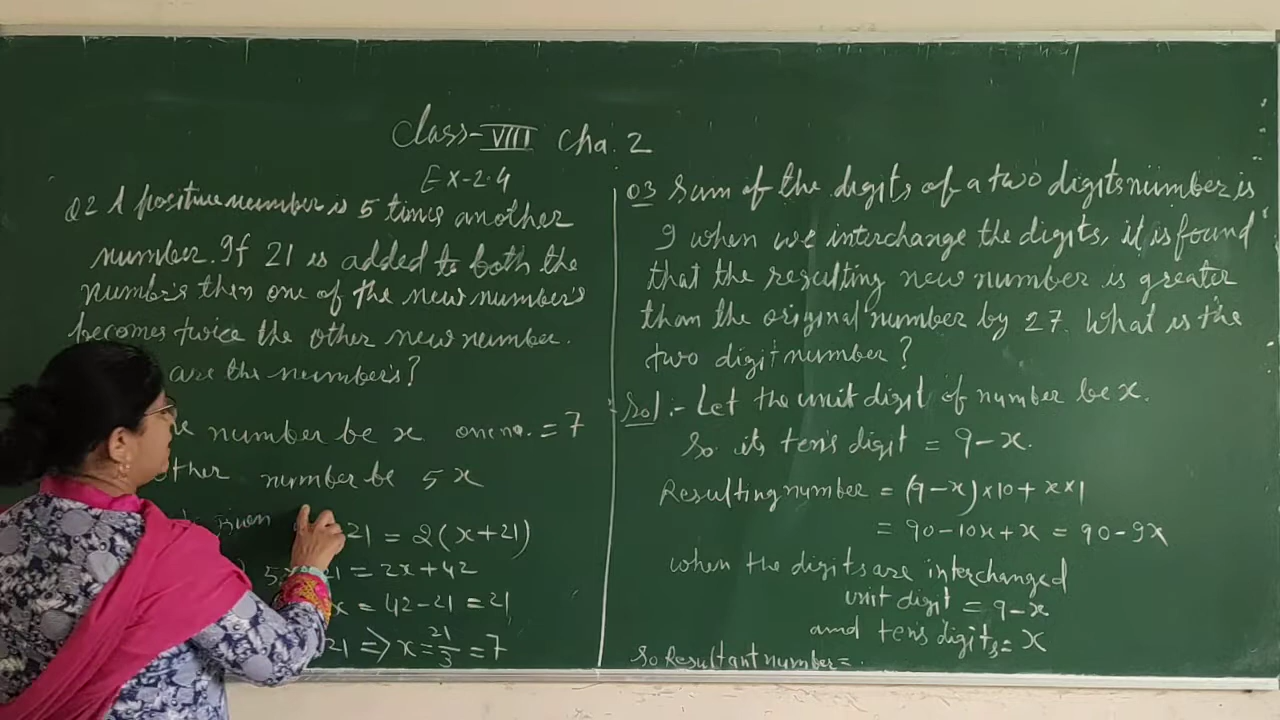 Class-VIII Cha. 2
Ex-2.4
Q2 A positive number is 5 times another
number. If 21 is added to both the
number's then one of the new number's
becomes twice the other new number.
are the number's?
number be x. one no. = 7
other number be 5x
given 21 = 2(x+21)
5x 21 = 2x+42
x = 42-21 = 21
21 => x = 21/3 = 7
Q3 Sum of the digits of a two digits number is
9 when we interchange the digits, it is found
that the resulting new number is greater
than the original number by 27. What is the
two digit number?
Sol:- Let the unit digit of number be x.
So its ten's digit = 9-x.
Resulting number = (9-x)×10+x×1
= 90-10x+x = 90-9x
when the digits are interchanged
unit digit = 9-x
and ten's digits = x
So Resultant number =